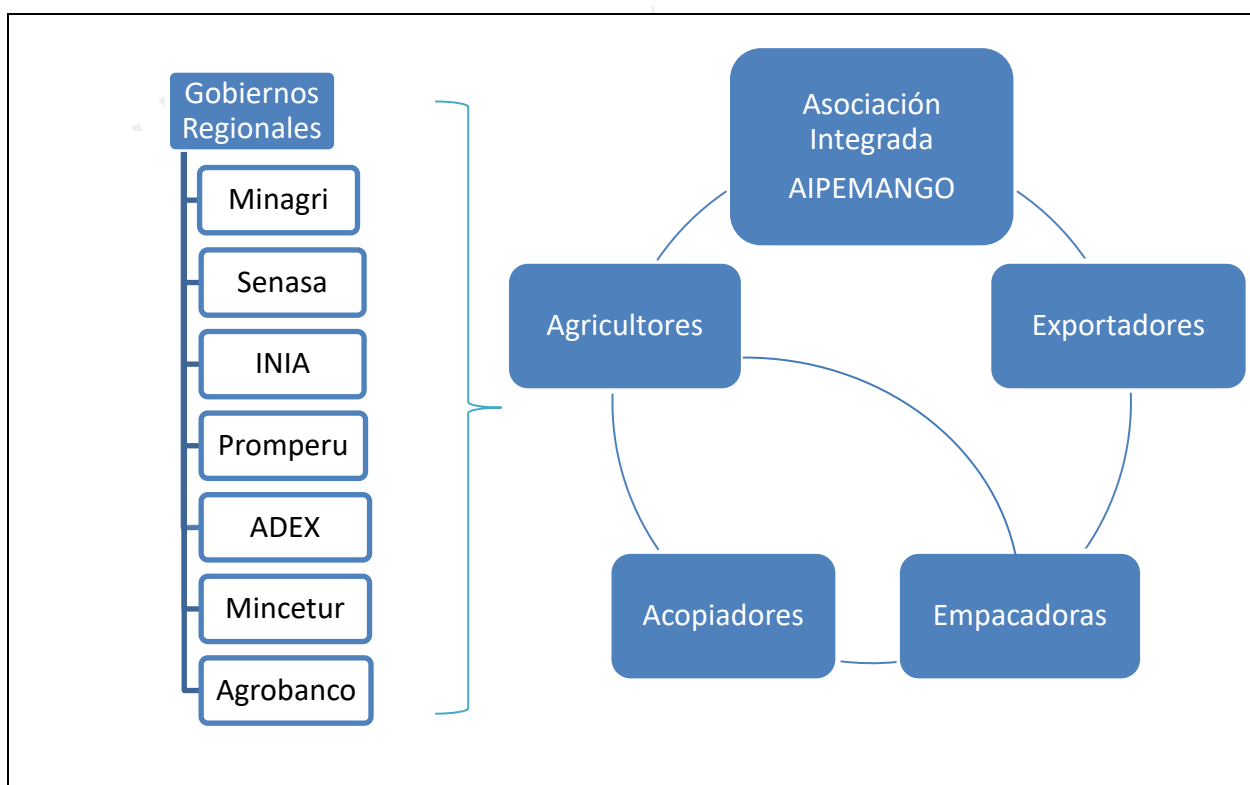 Gobiernos
Regionales
Minagri
Senasa
INIA
Promperu
ADEX
Mincetur
Agrobanco
Asociación
Integrada
AIPEMANGO
Agricultores
Exportadores
Acopiadores
Empacadoras